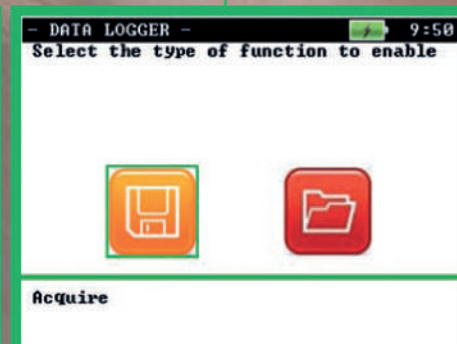 - DATA LOGGER - 9:50
Select the type of function to enable
Acquire